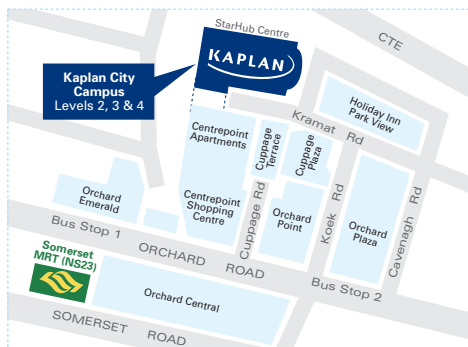 StarHub Centre
KAPLAN
CTE
Kaplan City
Campus
Levels 2, 3 & 4
Holiday Inn
Park View
Kramat Rd
Centrepoint
Apartments
Cuppage
Terrace
Cuppage
Plaza
Orchard
Emerald
Centrepoint
Shopping
Centre
Cuppage Rd
Orchard
Point
Koek Rd
Orchard
Plaza
Cavenagh Rd
Bus Stop 1
ORCHARD ROAD
Bus Stop 2
Somerset
MRT (NS23)
Orchard Central
SOMERSET ROAD